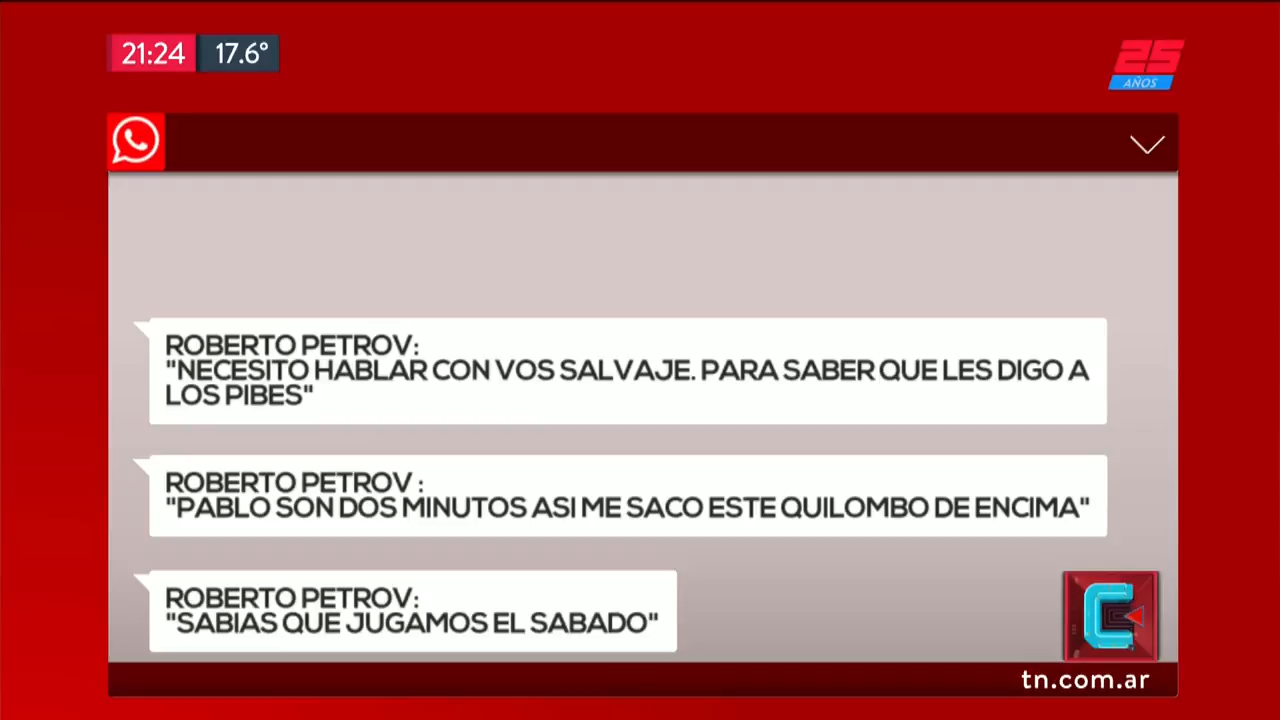 21:24 17.6°
25
AÑOS
ROBERTO PETROV:
"NECESITO HABLAR CON VOS SALVAJE. PARA SABER QUE LES DIGO A
LOS PIBES"
ROBERTO PETROV :
"PABLO SON DOS MINUTOS ASI ME SACO ESTE QUILOMBO DE ENCIMA"
ROBERTO PETROV:
"SABIAS QUE JUGAMOS EL SABADO"
C
tn.com.ar